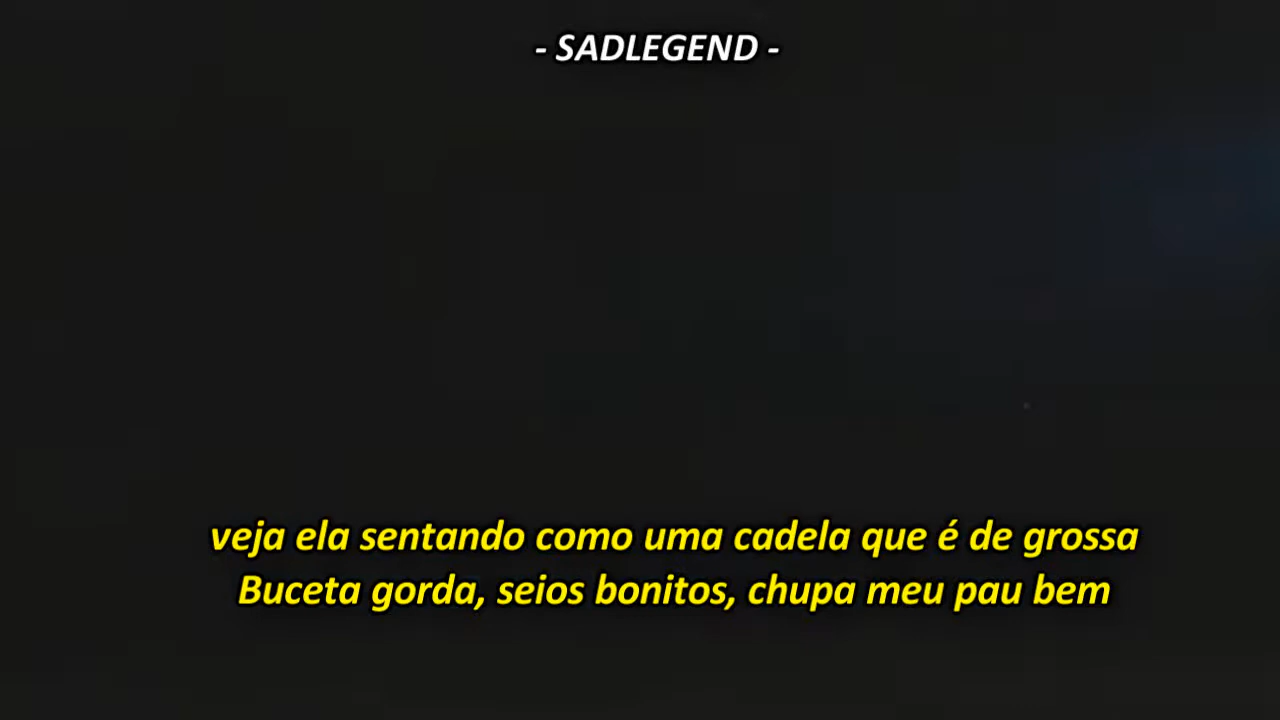 - SADLEGEND -
veja ela sentando como uma cadela que é de grossa
Buceta gorda, seios bonitos, chupa meu pau bem